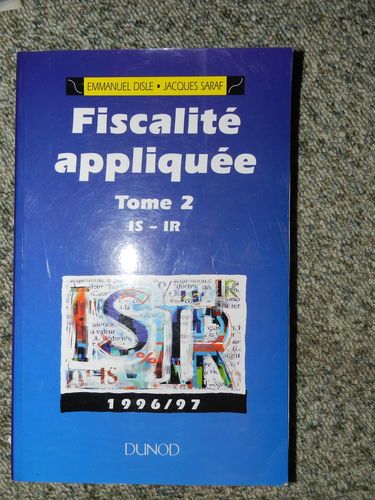 EMMANUEL DISLE ▪ JACQUES SARAF
Fiscalité
appliquée
Tome 2
IS – IR
IS IR
1996/97
DUNOD